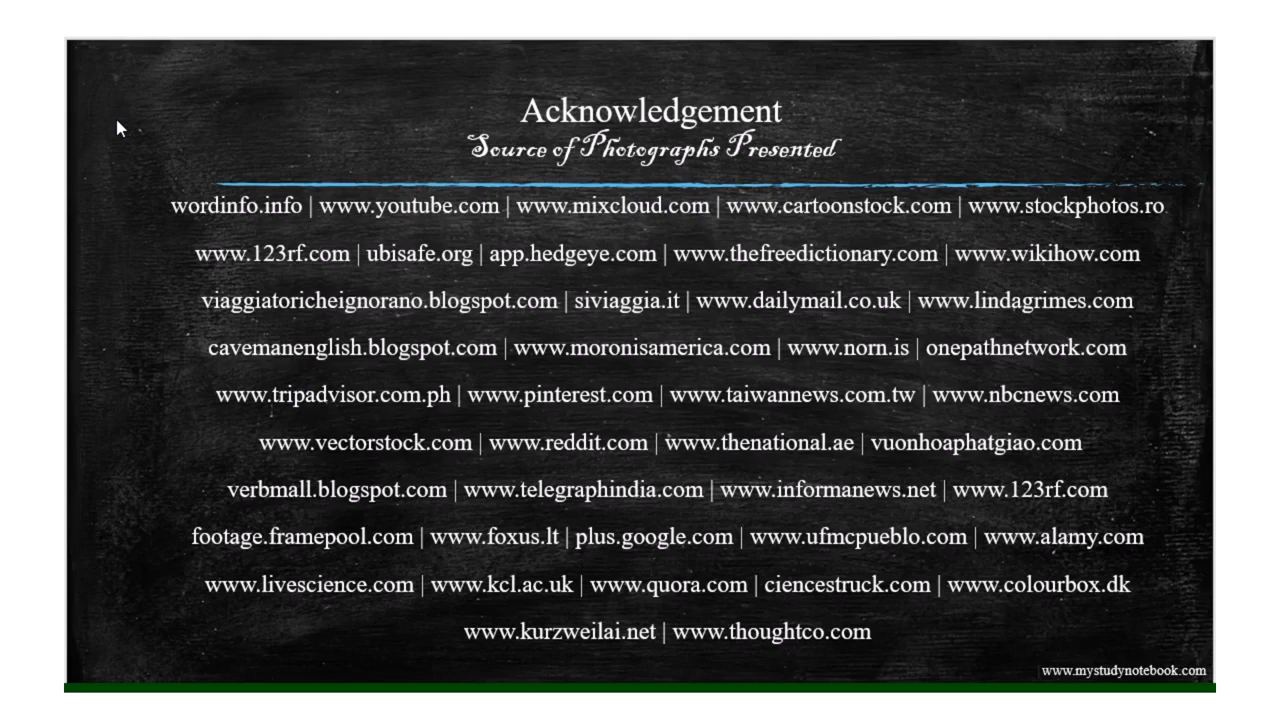 Acknowledgement
Source of Photographs Presented
wordinfo.info | www.youtube.com | www.mixcloud.com | www.cartoonstock.com | www.stockphotos.ro
www.123rf.com | ubisafe.org | app.hedgeye.com | www.thefreedictionary.com | www.wikihow.com
viaggiatoricheignorano.blogspot.com | siviaggia.it | www.dailymail.co.uk | www.lindagrimes.com
cavemanenglish.blogspot.com | www.moronisamerica.com | www.norn.is | onepathnetwork.com
www.tripadvisor.com.ph | www.pinterest.com | www.taiwannews.com.tw | www.nbcnews.com
www.vectorstock.com | www.reddit.com | www.thenational.ae | vuonhoaphatgiao.com
verbmall.blogspot.com | www.telegraphindia.com | www.informanews.net | www.123rf.com
footage.framepool.com | www.foxus.lt | plus.google.com | www.ufmcpueblo.com | www.alamy.com
www.livescience.com | www.kcl.ac.uk | www.quora.com | ciencestruck.com | www.colourbox.dk
www.kurzweilai.net | www.thoughtco.com
www.mystudynotebook.com